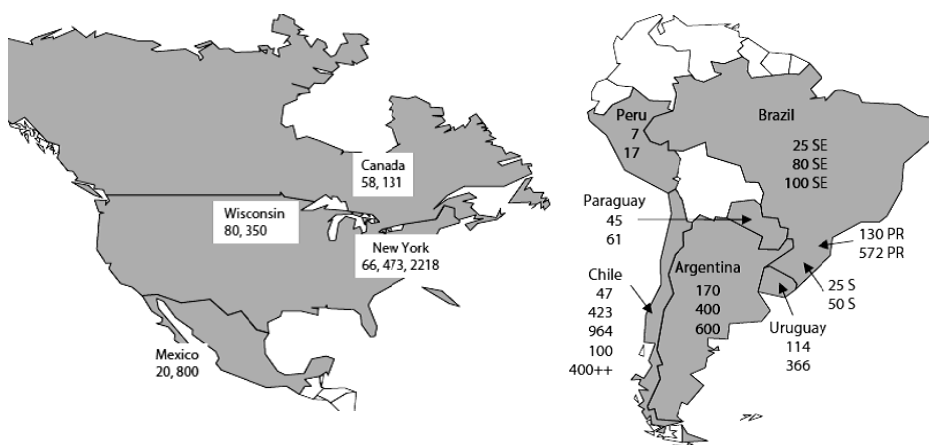 Canada
58, 131
Wisconsin
80, 350
New York
66, 473, 2218
Mexico
20, 800
Peru
7
17
Brazil
25 SE
80 SE
100 SE
Paraguay
45
61
130 PR
572 PR
Chile
47
423
964
100
400++
Argentina
170
400
600
25 S
50 S
Uruguay
114
366